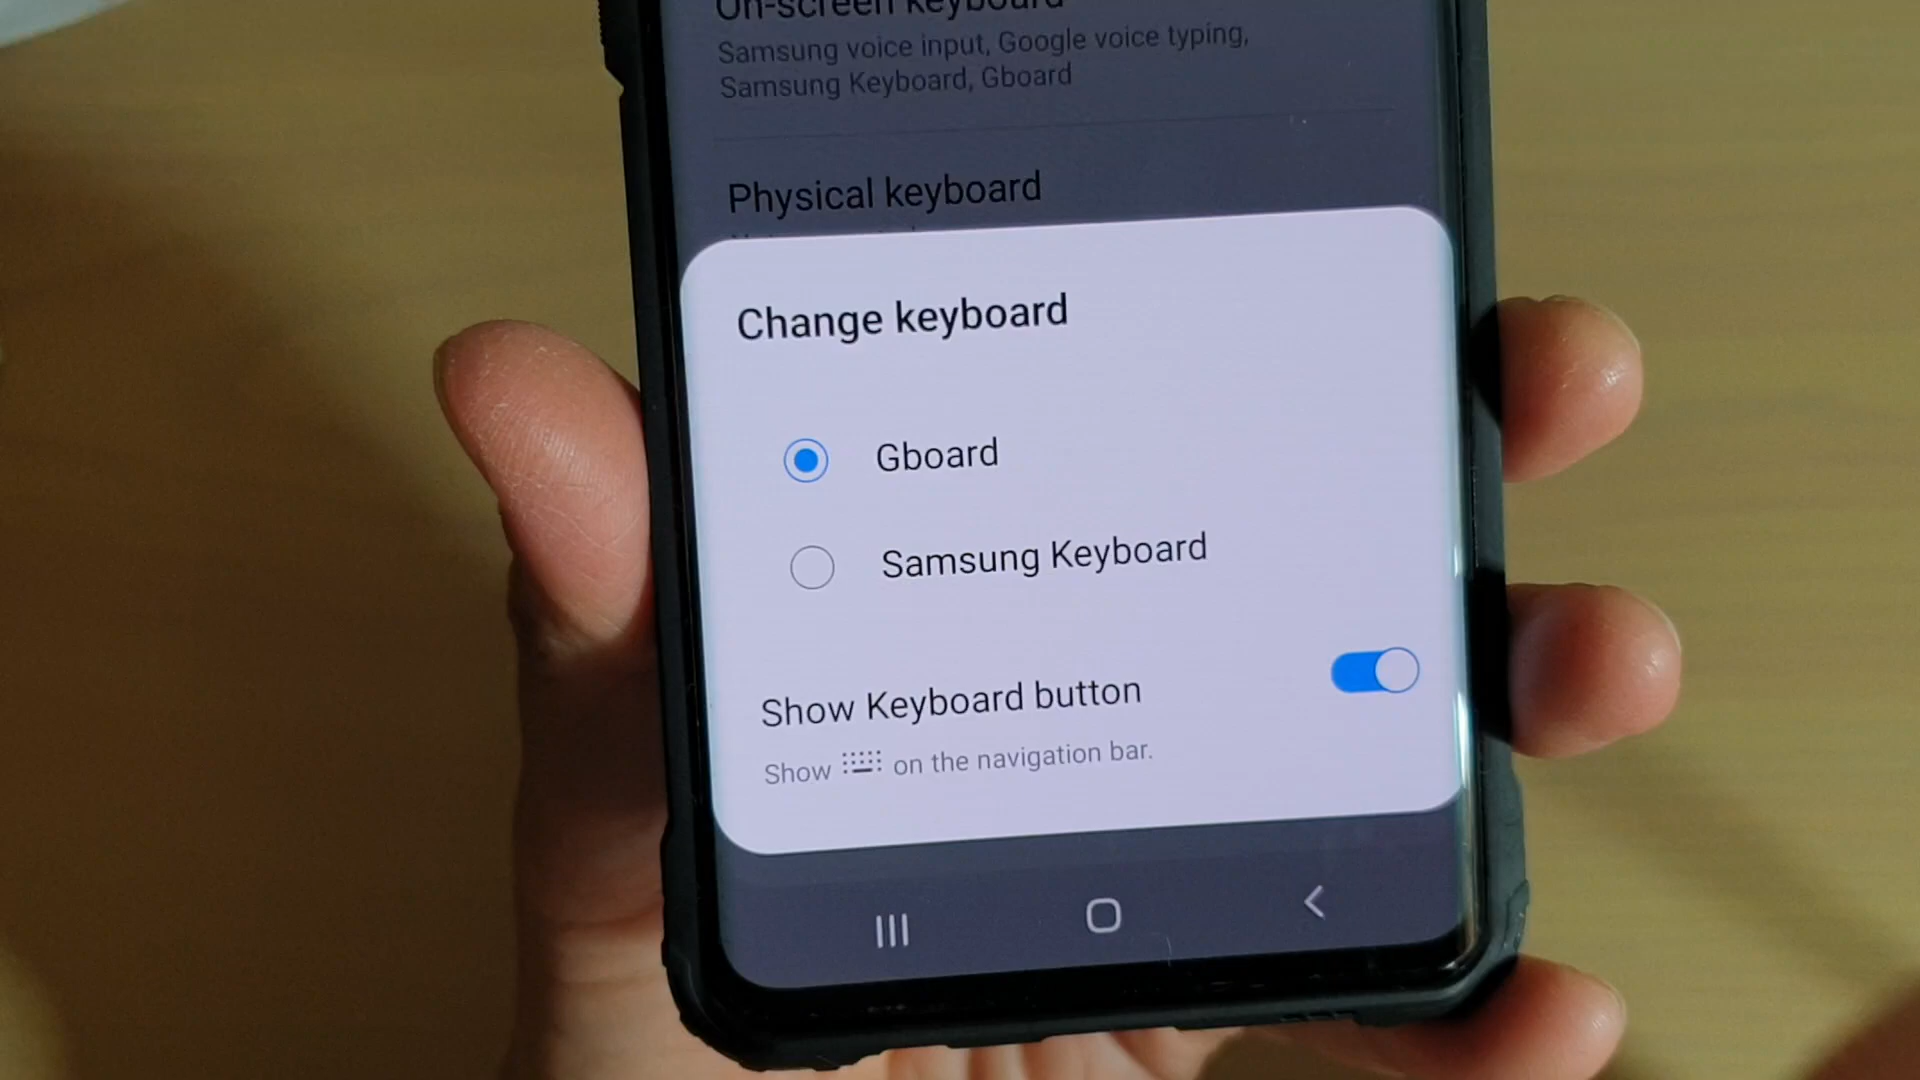 On-screen keyboard
Samsung voice input, Google voice typing,
Samsung Keyboard, Gboard
Physical keyboard
Change keyboard
Gboard
Samsung Keyboard
Show Keyboard button
Show on the navigation bar.